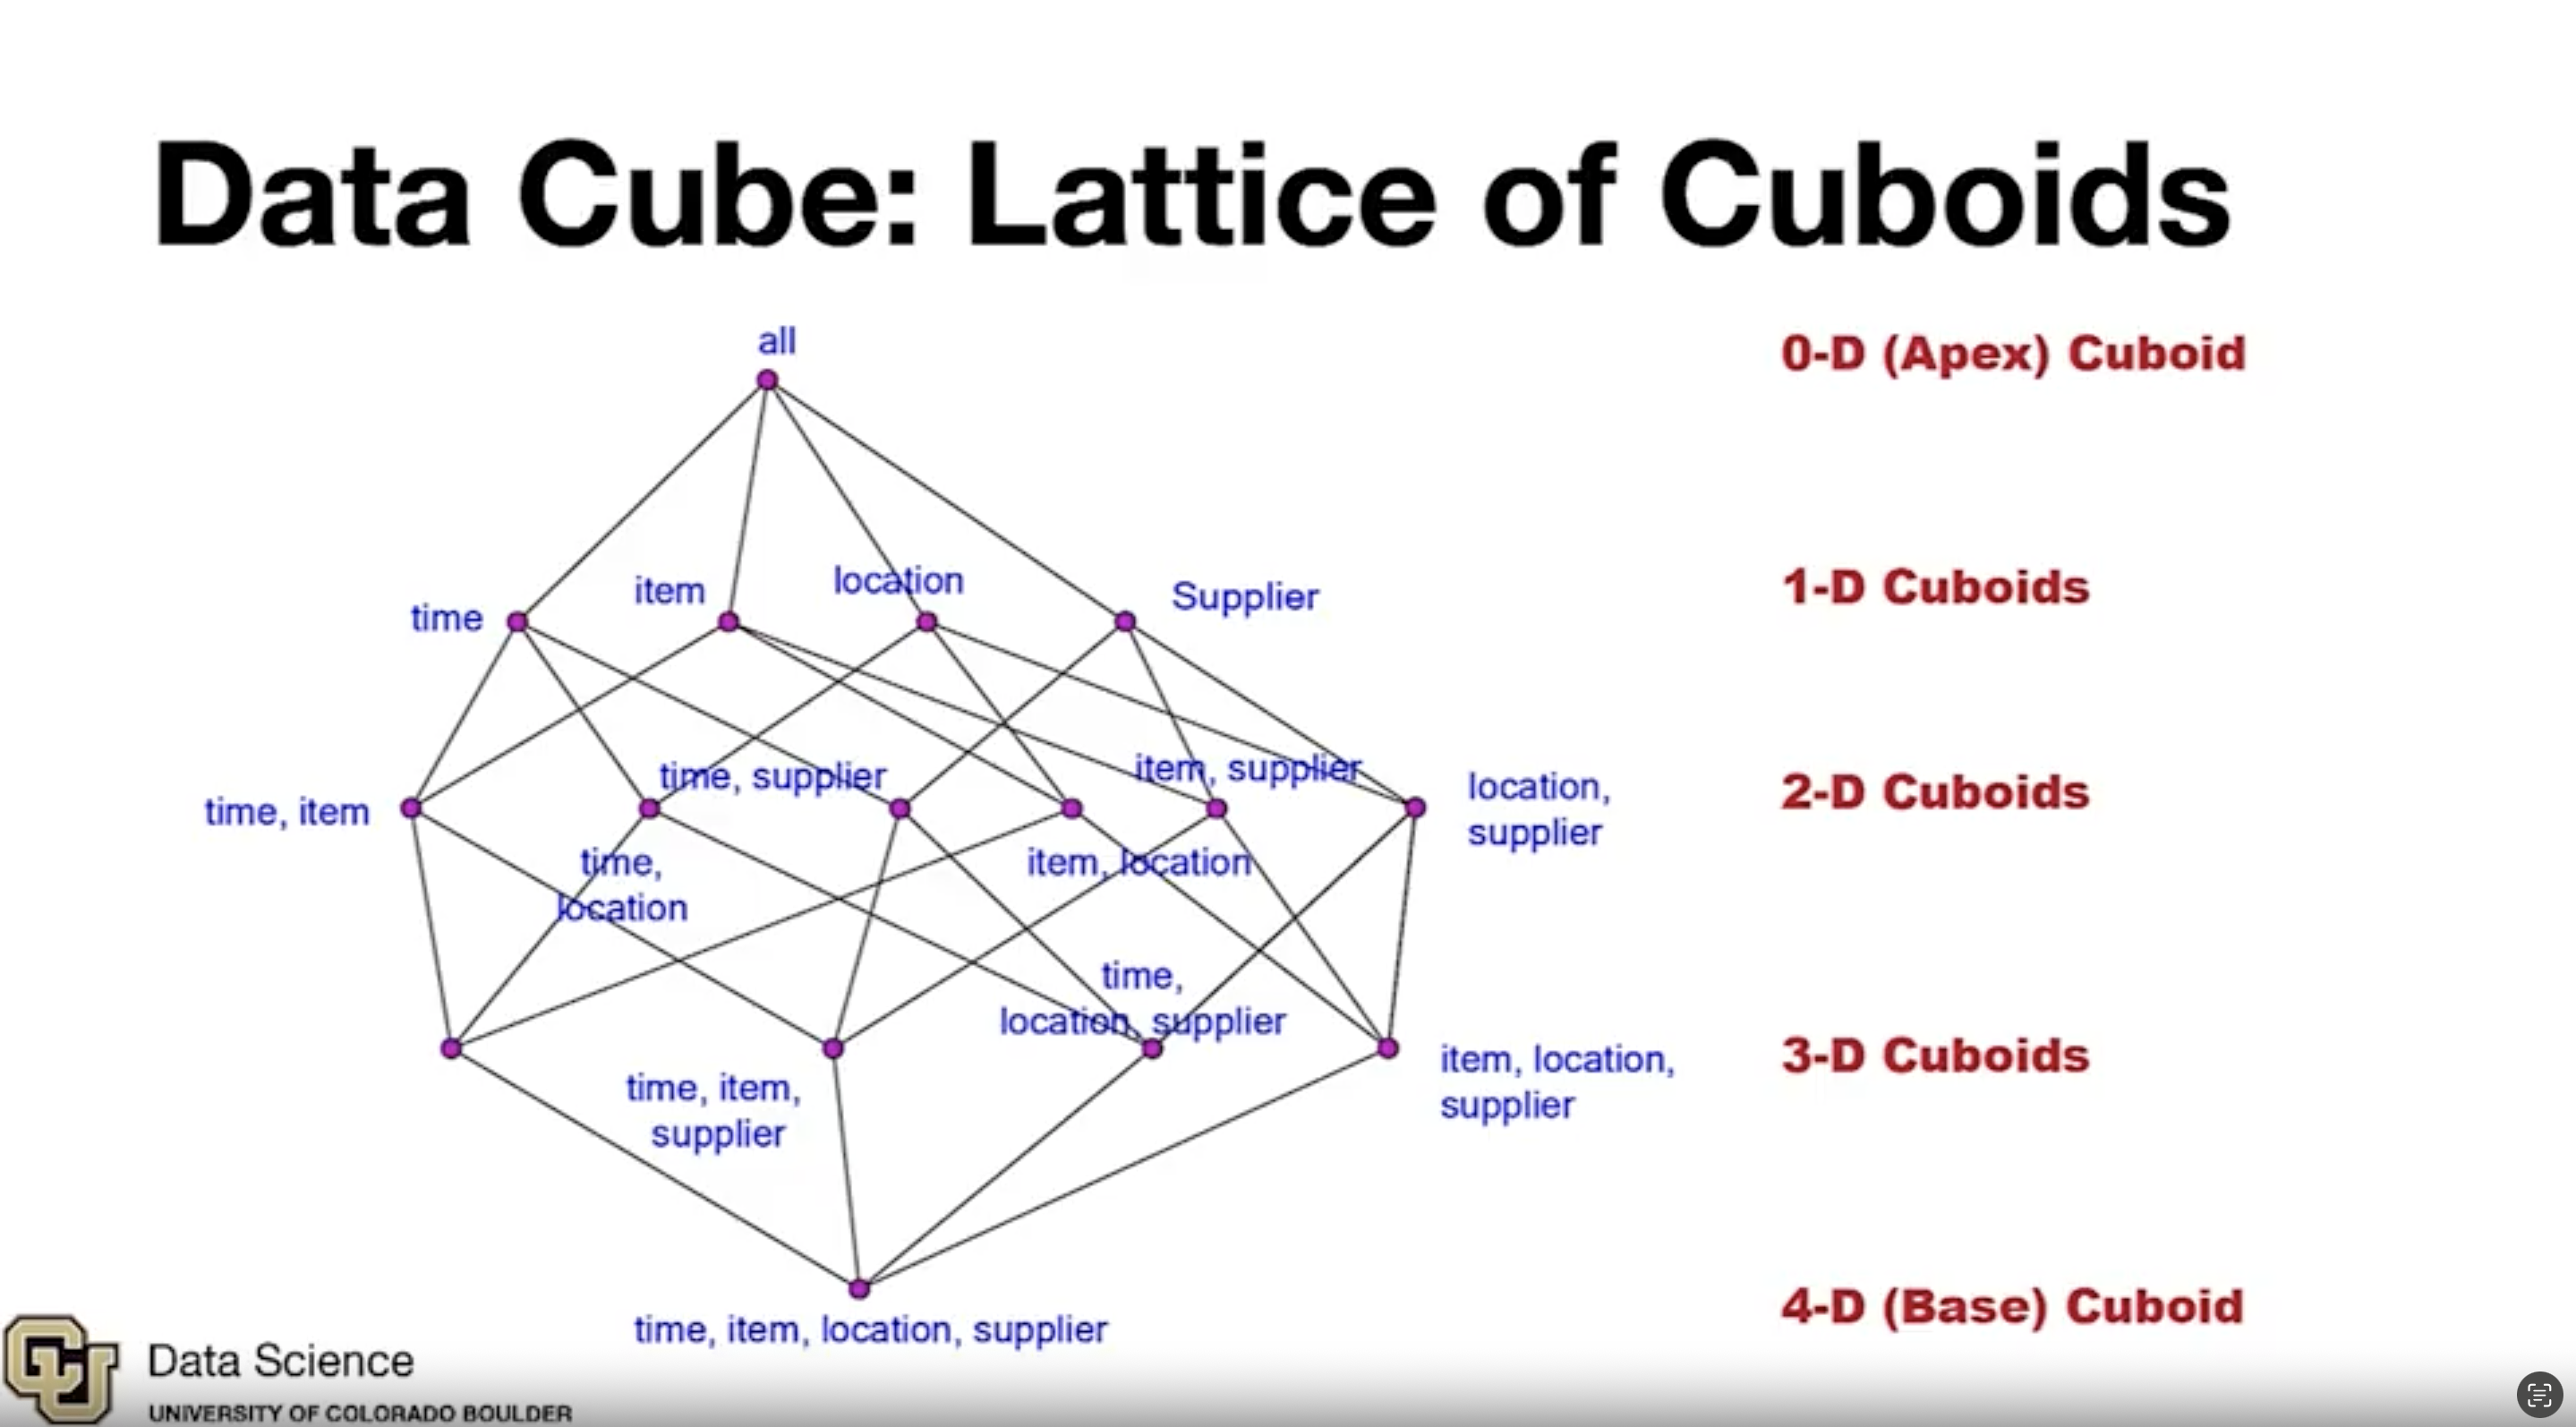 Data Cube: Lattice of Cuboids
all
0-D (Apex) Cuboid
time
item
location
Supplier
1-D Cuboids
time, item
time, supplier
item, supplier
location,
supplier
2-D Cuboids
time,
location
item, location
time,
location, supplier
time, item,
supplier
item, location,
supplier
3-D Cuboids
time, item, location, supplier
4-D (Base) Cuboid
CU
Data Science
UNIVERSITY OF COLORADO BOULDER